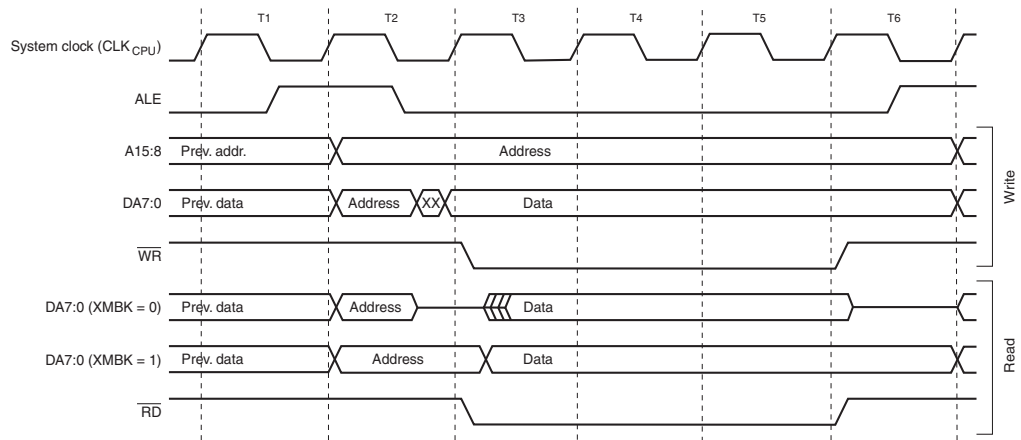 T1 T2 T3 T4 T5 T6
System clock (CLK CPU)
ALE
A15:8 Prev. addr. Address
DA7:0 Prev. data Address XX Data
WR
Write
DA7:0 (XMBK = 0) Prev. data Address Data
DA7:0 (XMBK = 1) Prev. data Address Data
RD
Read